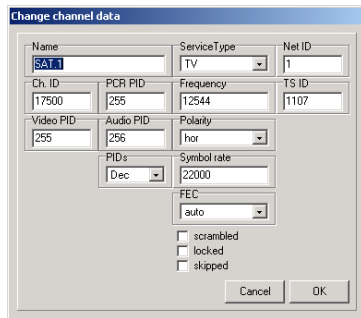 Change channel data
Name ServiceType Net ID
SAT.1 TV 1
Ch. ID PCR PID Frequency TS ID
17500 255 12544 1107
Video PID Audio PID Polarity
255 256 hor
PIDs Symbol rate
Dec 22000
FEC
auto
scrambled
locked
skipped
Cancel OK